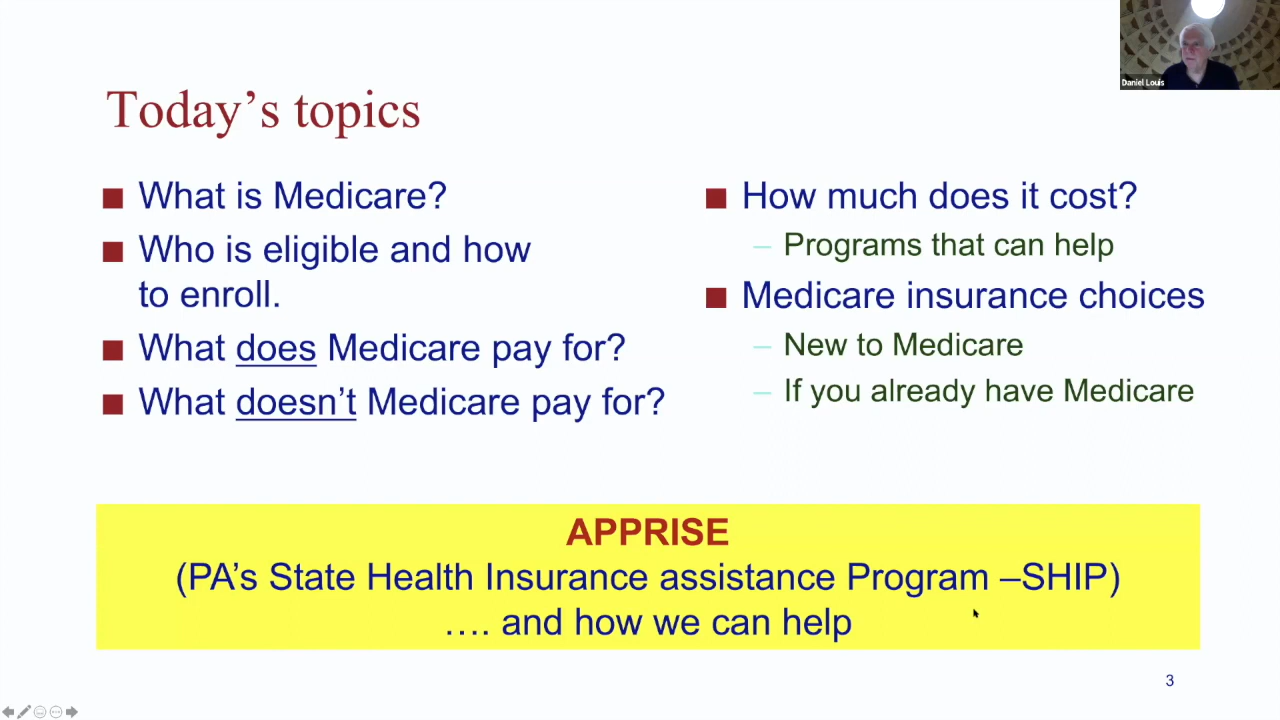 Daniel Louis
Today's topics
What is Medicare?
Who is eligible and how
to enroll.
What does Medicare pay for?
What doesn't Medicare pay for?
How much does it cost?
– Programs that can help
Medicare insurance choices
– New to Medicare
– If you already have Medicare
APPRISE
(PA's State Health Insurance assistance Program –SHIP)
…. and how we can help
3